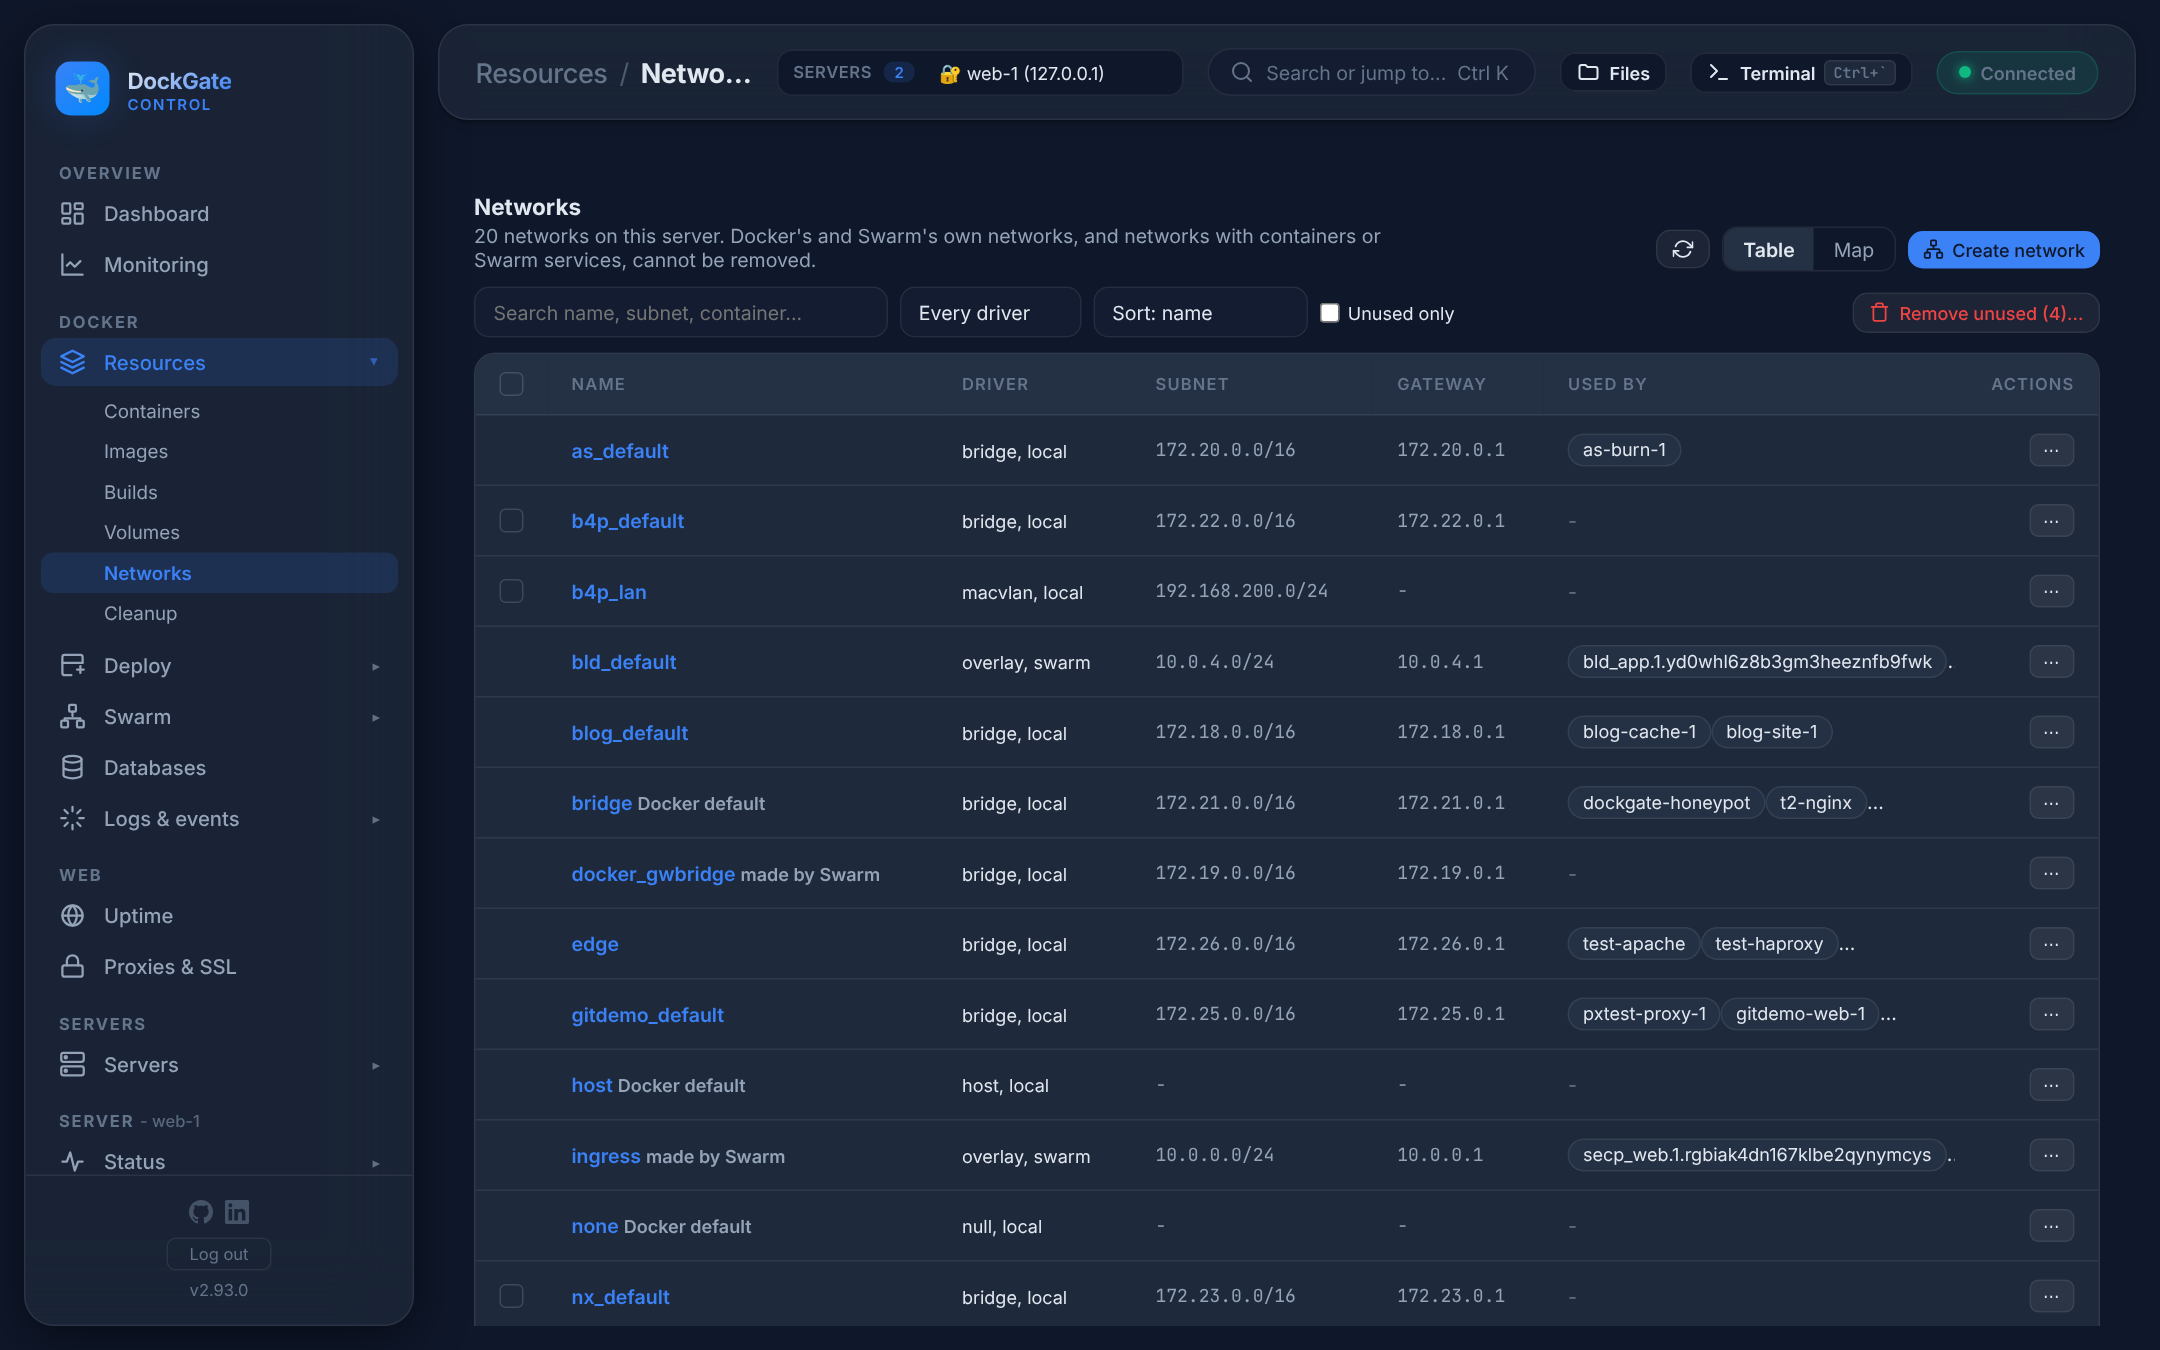 DockGate
CONTROL
OVERVIEW
Dashboard
Monitoring
DOCKER
Resources
Containers
Images
Builds
Volumes
Networks
Cleanup
Deploy
Swarm
Databases
Logs & events
WEB
Uptime
Proxies & SSL
SERVERS
Servers
SERVER - web-1
Status
Log out
v2.93.0
Resources / Netwo...
SERVERS 2 web-1 (127.0.0.1)
Search or jump to... Ctrl K
Files
Terminal Ctrl+`
Connected
Networks
20 networks on this server. Docker's and Swarm's own networks, and networks with containers or
Swarm services, cannot be removed.
Table Map
Create network
Search name, subnet, container...
Every driver
Sort: name
Unused only
Remove unused (4)...
NAME DRIVER SUBNET GATEWAY USED BY ACTIONS
as_default bridge, local 172.20.0.0/16 172.20.0.1 as-burn-1 ...
b4p_default bridge, local 172.22.0.0/16 172.22.0.1 - ...
b4p_lan macvlan, local 192.168.200.0/24 - - ...
bld_default overlay, swarm 10.0.4.0/24 10.0.4.1 bld_app.1.yd0whl6z8b3gm3heeznfb9fwk . ...
blog_default bridge, local 172.18.0.0/16 172.18.0.1 blog-cache-1 blog-site-1 ...
bridge Docker default bridge, local 172.21.0.0/16 172.21.0.1 dockgate-honeypot t2-nginx ... ...
docker_gwbridge made by Swarm bridge, local 172.19.0.0/16 172.19.0.1 - ...
edge bridge, local 172.26.0.0/16 172.26.0.1 test-apache test-haproxy ... ...
gitdemo_default bridge, local 172.25.0.0/16 172.25.0.1 pxtest-proxy-1 gitdemo-web-1 ... ...
host Docker default host, local - - - ...
ingress made by Swarm overlay, swarm 10.0.0.0/24 10.0.0.1 secp_web.1.rgbiak4dn167klbe2qynymcys .. ...
none Docker default null, local - - - ...
nx_default bridge, local 172.23.0.0/16 172.23.0.1 - ...